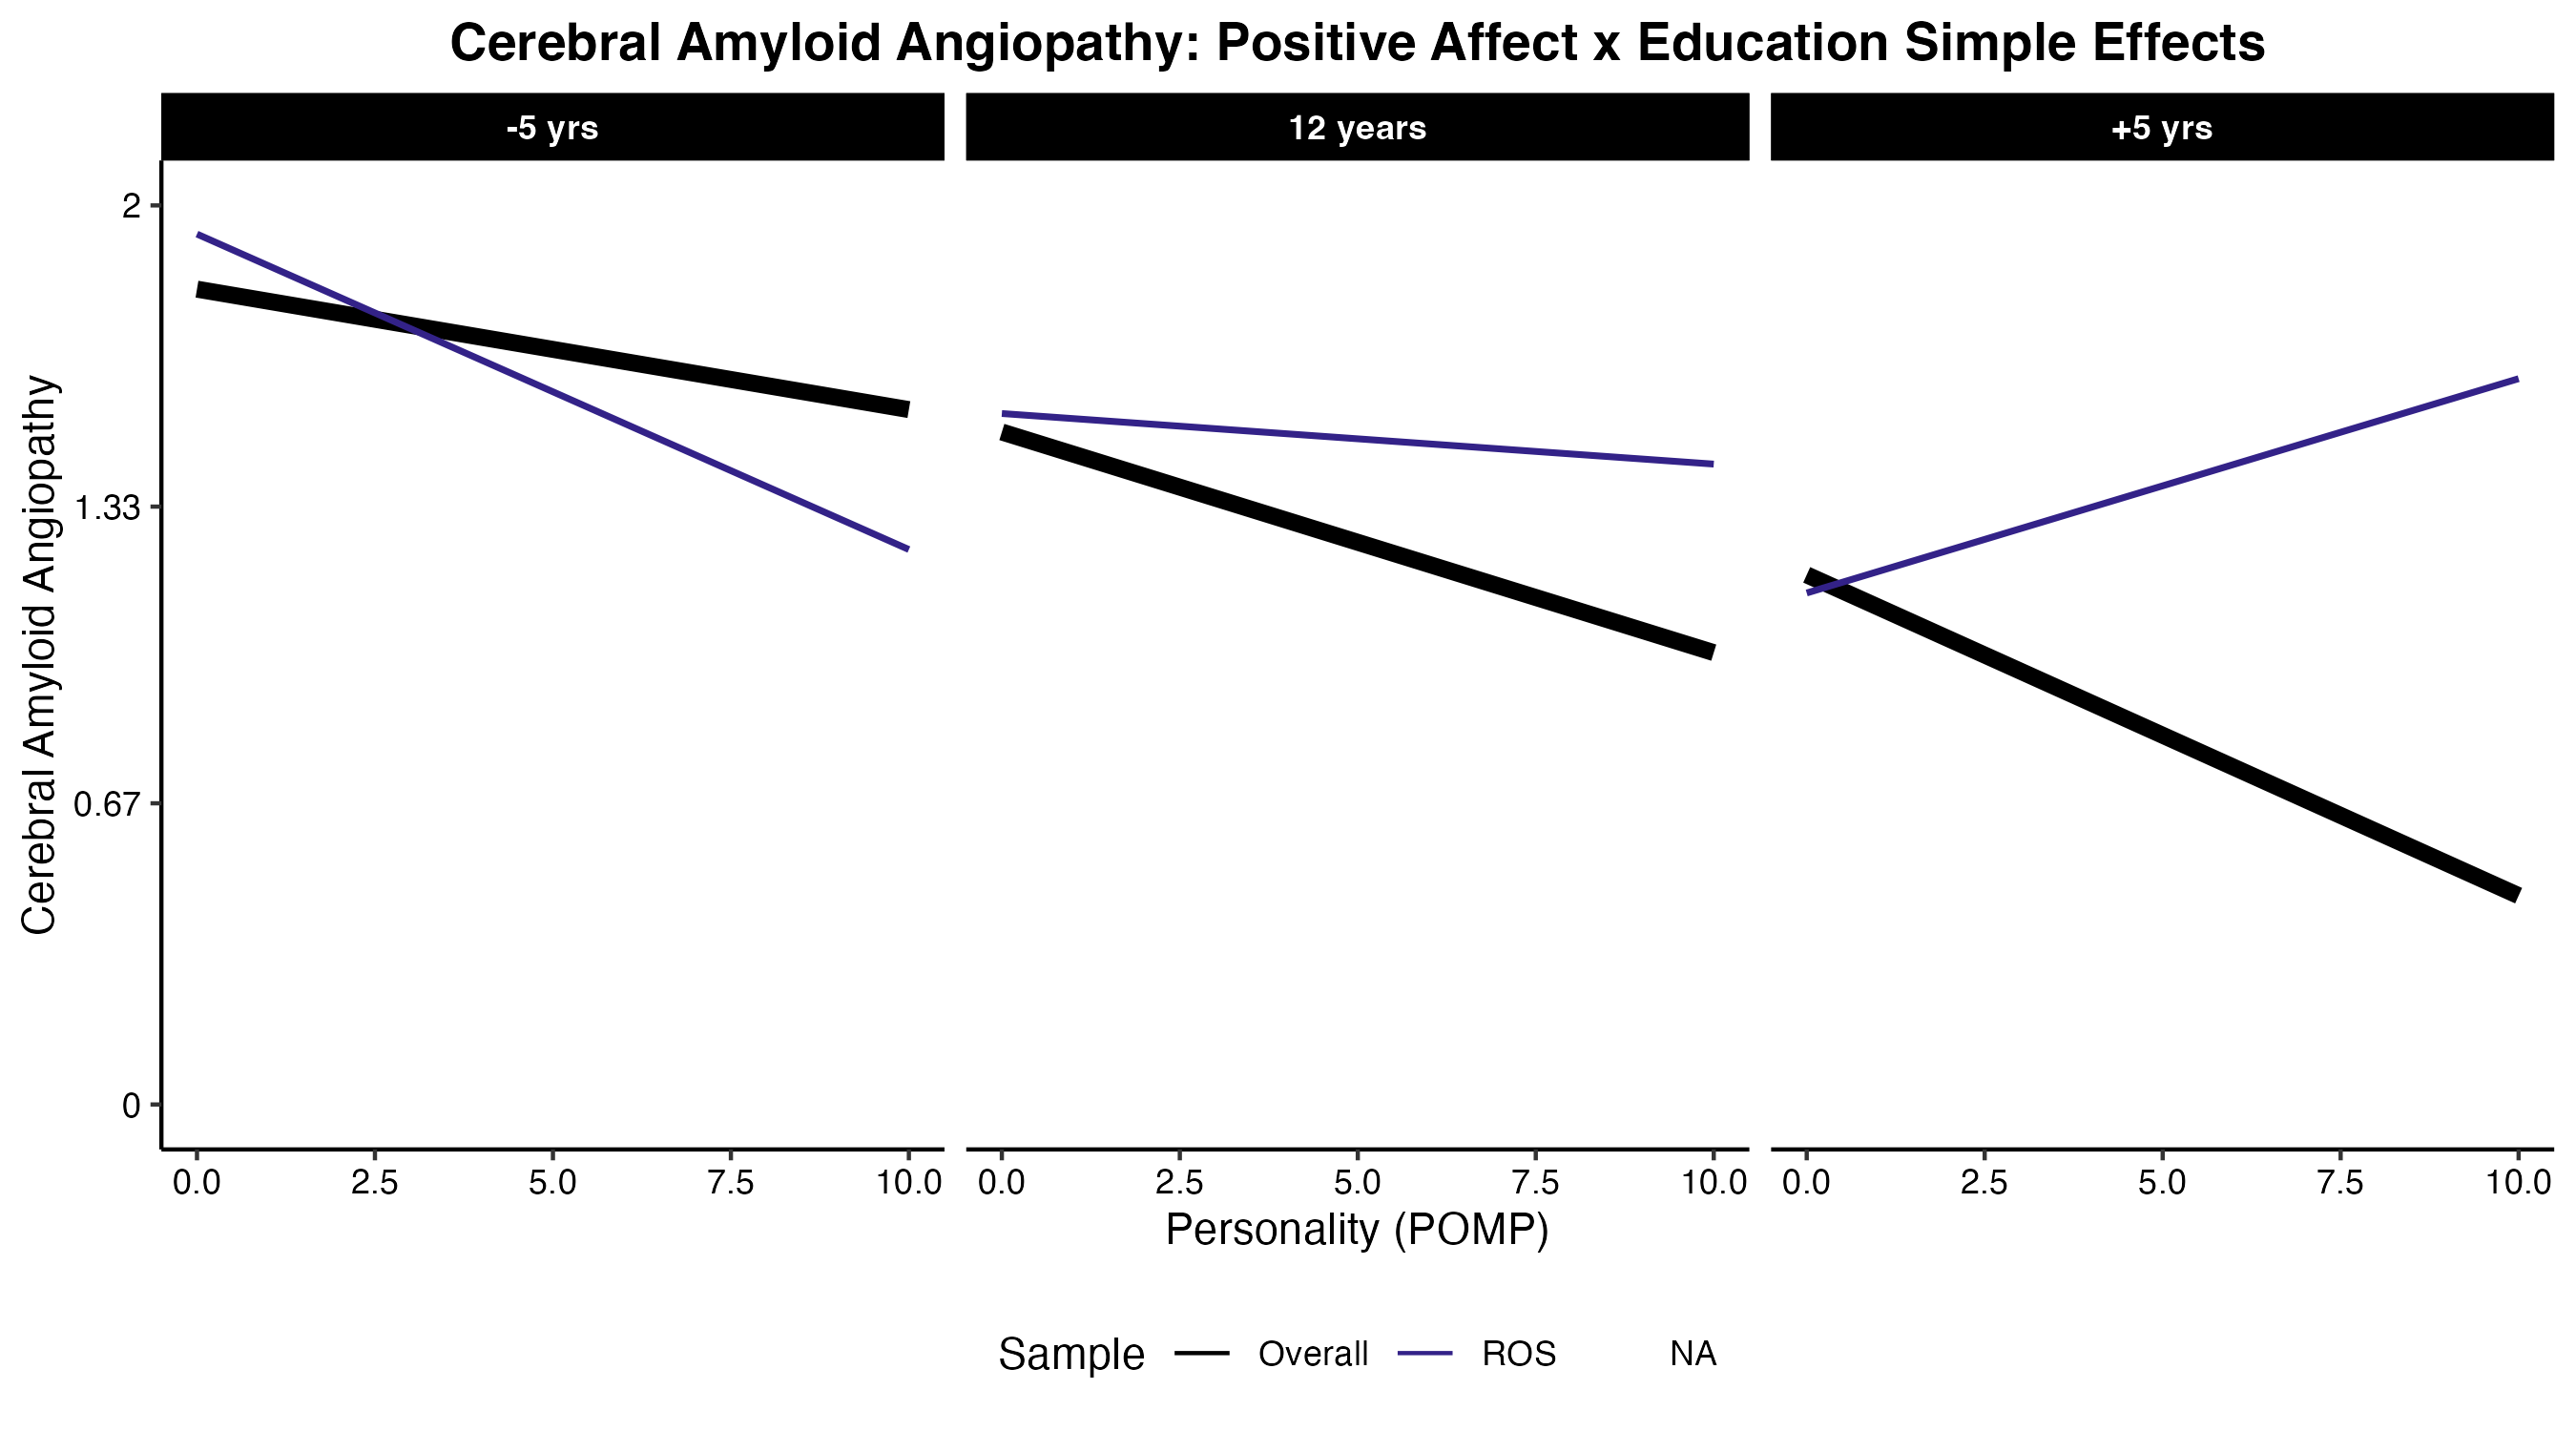 Cerebral Amyloid Angiopathy: Positive Affect x Education Simple Effects
-5 yrs
12 years
+5 yrs
Cerebral Amyloid Angiopathy
2
1.33
0.67
0
0.0 2.5 5.0 7.5 10.0
0.0 2.5 5.0 7.5 10.0
0.0 2.5 5.0 7.5 10.0
Personality (POMP)
Sample Overall ROS NA